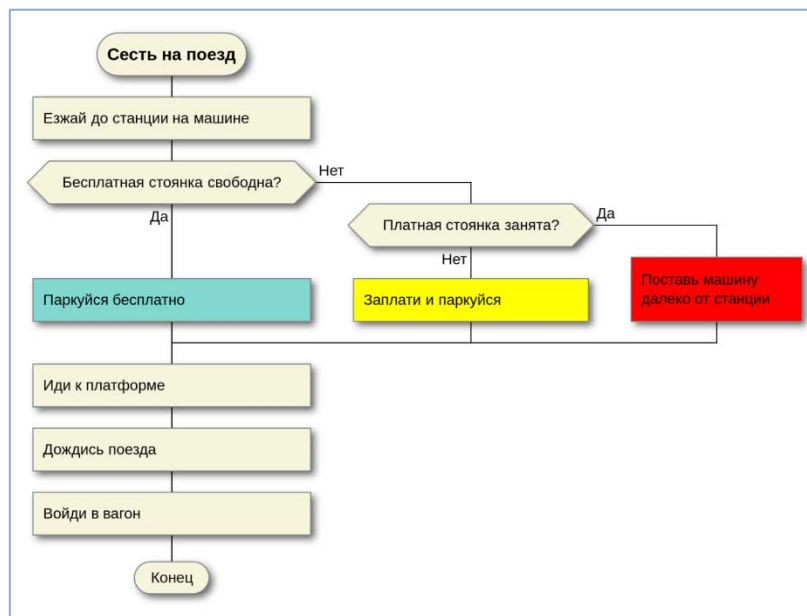 Сесть на поезд
Езжай до станции на машине
Бесплатная стоянка свободна?
Нет
Да
Платная стоянка занята?
Да
Нет
Паркуйся бесплатно
Заплати и паркуйся
Поставь машину
далеко от станции
Иди к платформе
Дождись поезда
Войди в вагон
Конец